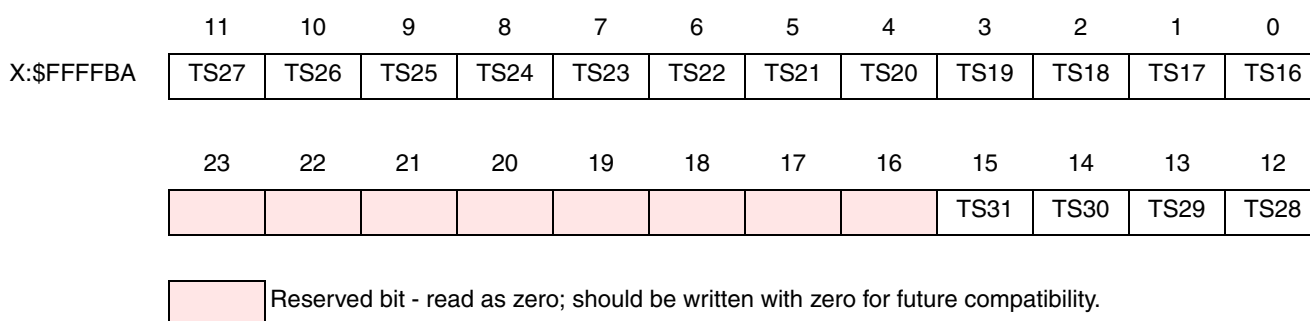 11 10 9 8 7 6 5 4 3 2 1 0
X:$FFFFBA TS27 TS26 TS25 TS24 TS23 TS22 TS21 TS20 TS19 TS18 TS17 TS16
23 22 21 20 19 18 17 16 15 14 13 12
TS31 TS30 TS29 TS28
Reserved bit - read as zero; should be written with zero for future compatibility.